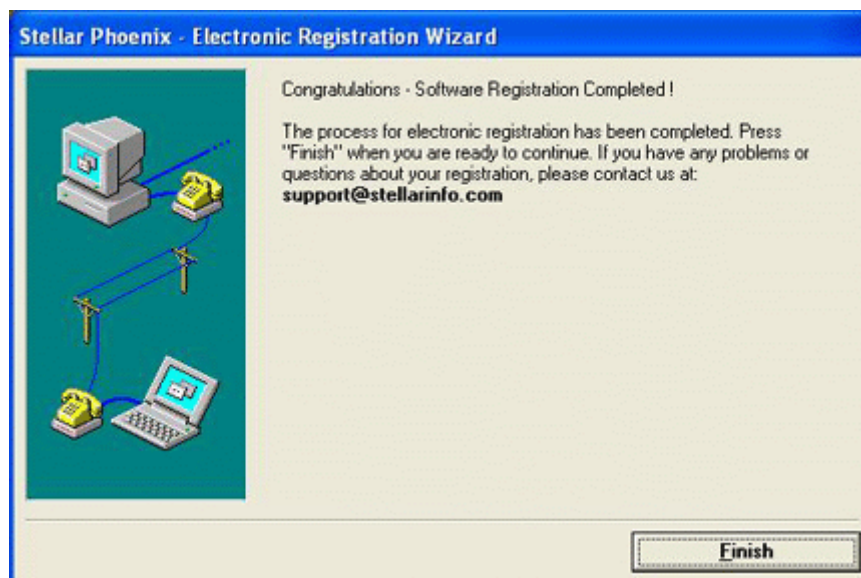 Stellar Phoenix - Electronic Registration Wizard
Congratulations - Software Registration Completed !
The process for electronic registration has been completed. Press
"Finish" when you are ready to continue. If you have any problems or
questions about your registration, please contact us at:
support@stellarinfo.com
Finish